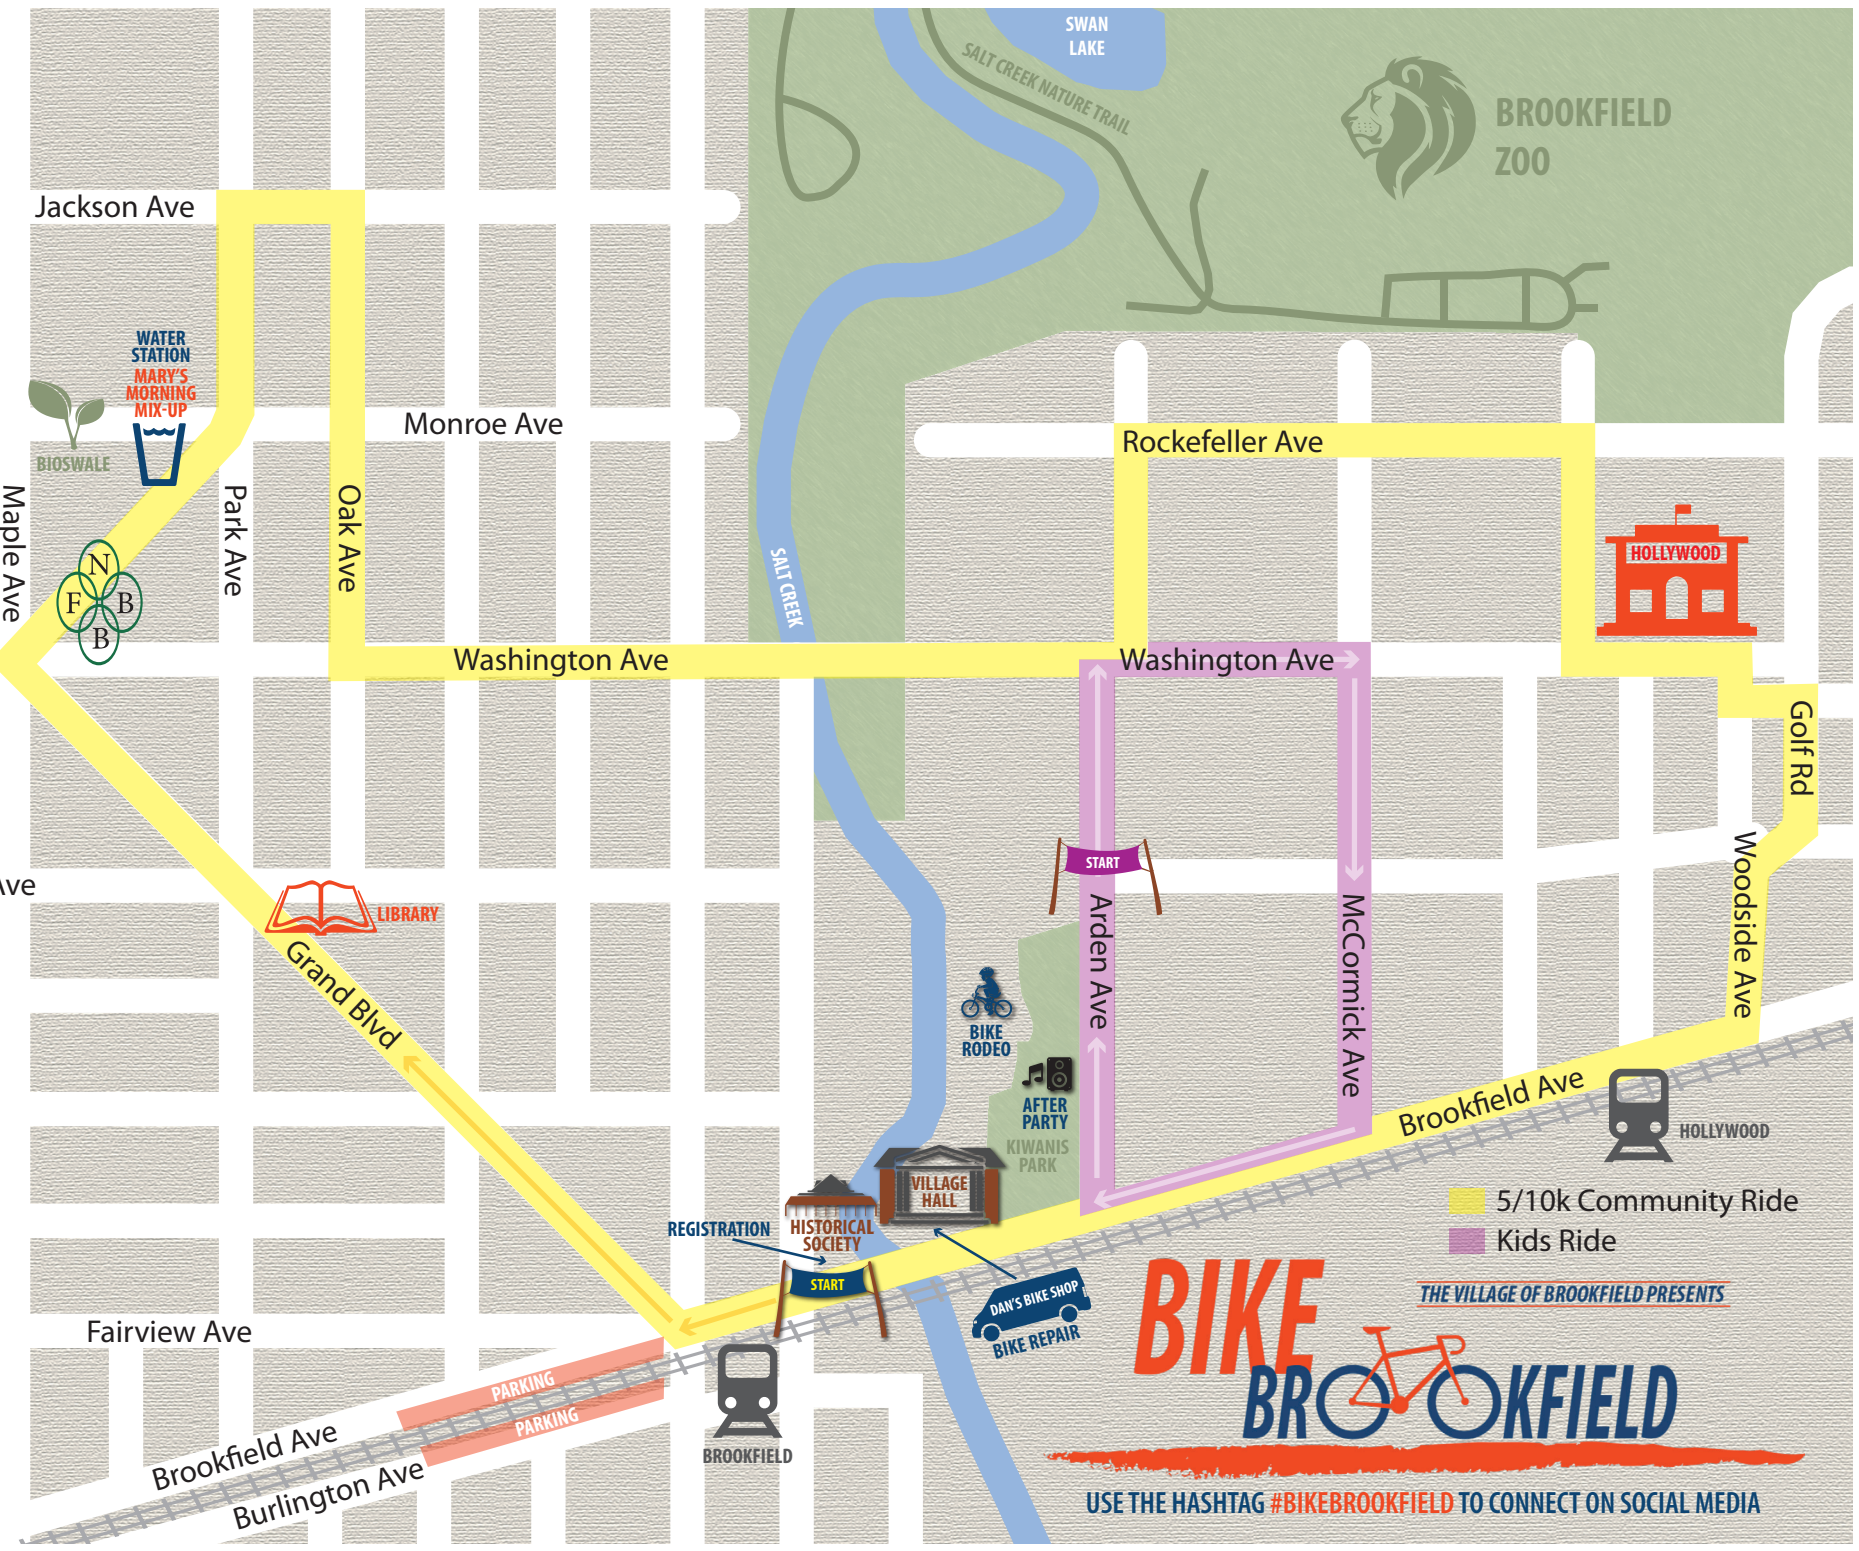 SWAN
LAKE
SALT CREEK NATURE TRAIL
BROOKFIELD
ZOO
Jackson Ave
WATER
STATION
MARY'S
MORNING
MIX-UP
BIOSWALE
Monroe Ave
Rockefeller Ave
Maple Ave
Park Ave
Oak Ave
N
F
B
B
SALT CREEK
HOLLYWOOD
Washington Ave
Washington Ave
Golf Rd
START
Woodside Ave
Ave
LIBRARY
Grand Blvd
Arden Ave
McCormick Ave
BIKE
RODEO
AFTER
PARTY
KIWANIS
PARK
Brookfield Ave
HOLLYWOOD
VILLAGE
HALL
REGISTRATION
HISTORICAL
SOCIETY
START
DAN'S BIKE SHOP
BIKE REPAIR
5/10k Community Ride
Kids Ride
THE VILLAGE OF BROOKFIELD PRESENTS
BIKE
BROOKFIELD
Fairview Ave
PARKING
PARKING
BROOKFIELD
Brookfield Ave
Burlington Ave
USE THE HASHTAG #BIKEBROOKFIELD TO CONNECT ON SOCIAL MEDIA